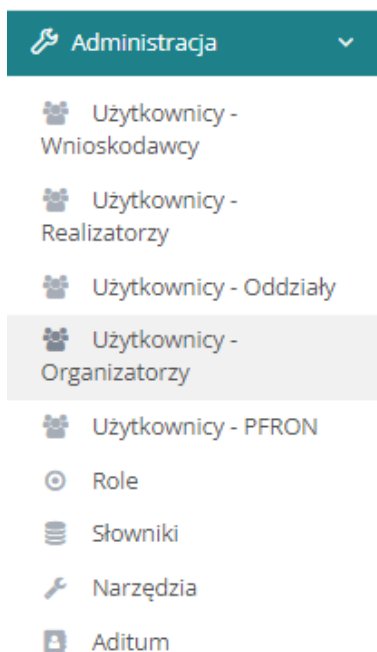 Administracja
Użytkownicy -
Wnioskodawcy
Użytkownicy -
Realizatorzy
Użytkownicy - Oddziały
Użytkownicy -
Organizatorzy
Użytkownicy - PFRON
Role
Słowniki
Narzędzia
Aditum